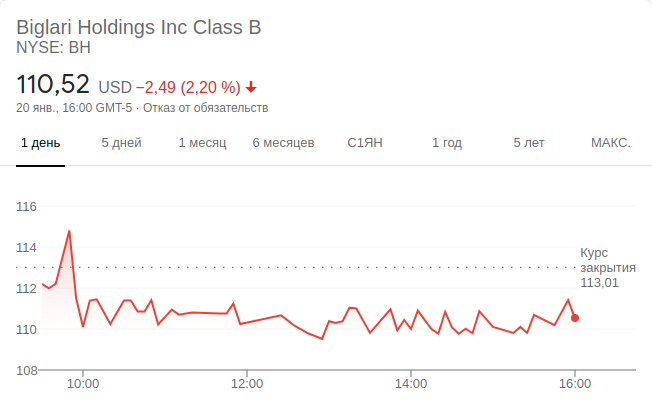 Biglari Holdings Inc Class B
NYSE: BH
110,52 USD −2,49 (2,20 %)
20 янв., 16:00 GMT-5 · Отказ от обязательств
1 день 5 дней 1 месяц 6 месяцев С1ЯН 1 год 5 лет МАКС.
116
114
Курс
закрытия
113,01
112
110
108
10:00 12:00 14:00 16:00